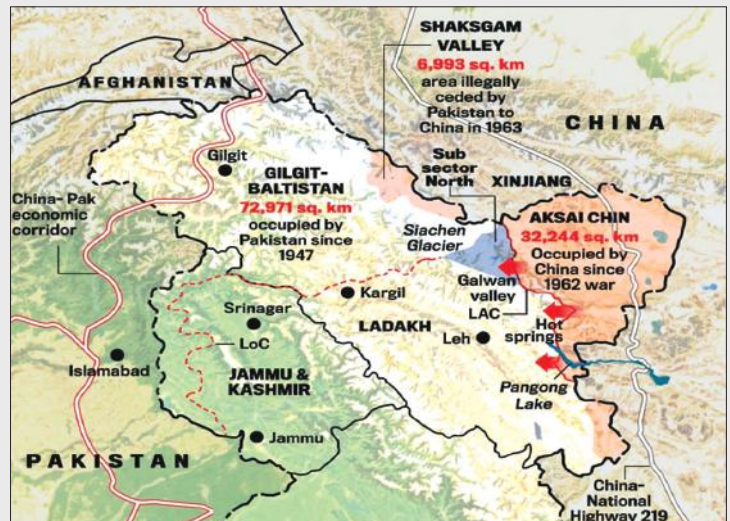 SHAKSGAM
VALLEY
6,993 sq. km
area illegally
ceded by
Pakistan to
China in 1963
AFGHANISTAN
CHINA
Gilgit
GILGIT-
BALTISTAN
72,971 sq. km
occupied by
Pakistan since
1947
Sub
sector
North
XINJIANG
China- Pak
economic
corridor
Siachen
Glacier
AKSAI CHIN
32,244 sq. km
Occupied by
China since
1962 war
Galwan
valley
LAC
Kargil
Srinagar
LoC
LADAKH
Leh
Hot
springs
Islamabad
JAMMU &
KASHMIR
Pangong
Lake
Jammu
PAKISTAN
China-
National
Highway 219